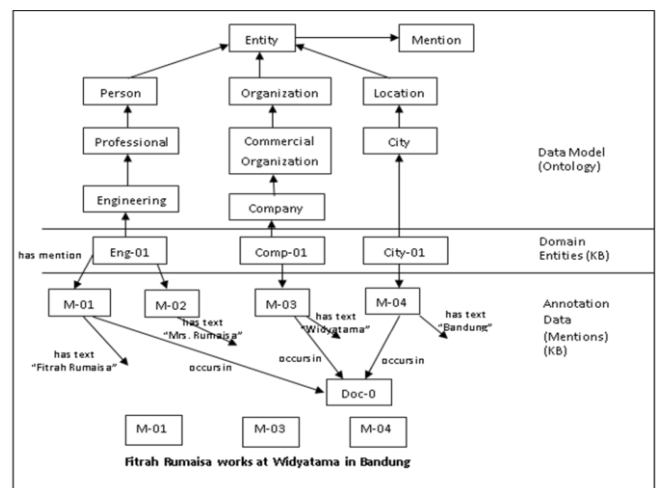 Entity
Mention
Person
Organization
Location
Professional
Commercial
Organization
City
Data Model
(Ontology)
Engineering
Company
has mention
Eng-01
Comp-01
City-01
Domain
Entities (KB)
M-01
M-02
M-03
M-04
Annotation
Data
(Mentions)
(KB)
has text
"Mrs. Rumaisa"
has text
"Widyatama"
has text
"Bandung"
has text
"Fitrah Rumaisa"
occurs in
occurs in
occurs in
Doc-0
M-01
M-03
M-04
Fitrah Rumaisa works at Widyatama in Bandung